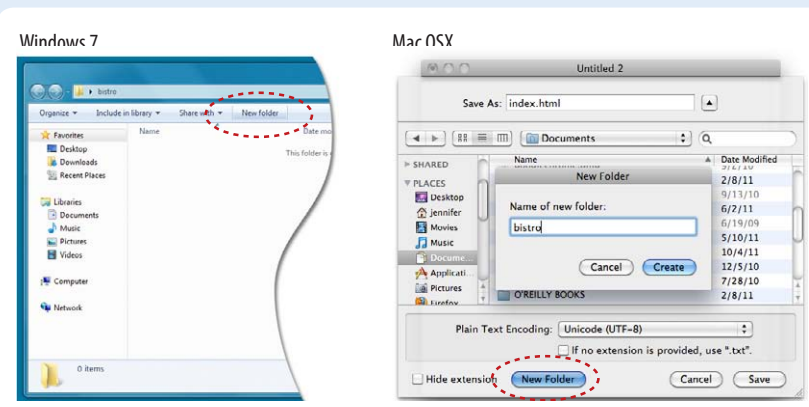 Windows 7
bistro
Organize Include in library Share with New folder
Name Date mo
This folder is
Favorites
Desktop
Downloads
Recent Places
Libraries
Documents
Music
Pictures
Videos
Computer
Network
0 items
Mac OSX
Untitled 2
Save As: index.html
Documents
SHARED
PLACES
Desktop
jennifer
Movies
Music
Docume...
Applicati...
Pictures
Firefox
Name Date Modified
2/8/11
9/13/10
6/2/11
6/19/09
5/10/11
10/4/11
12/5/10
7/28/10
O'REILLY BOOKS 2/8/11
New Folder
Name of new folder:
bistro
Cancel Create
Plain Text Encoding: Unicode (UTF-8)
If no extension is provided, use ".txt".
Hide extension New Folder Cancel Save